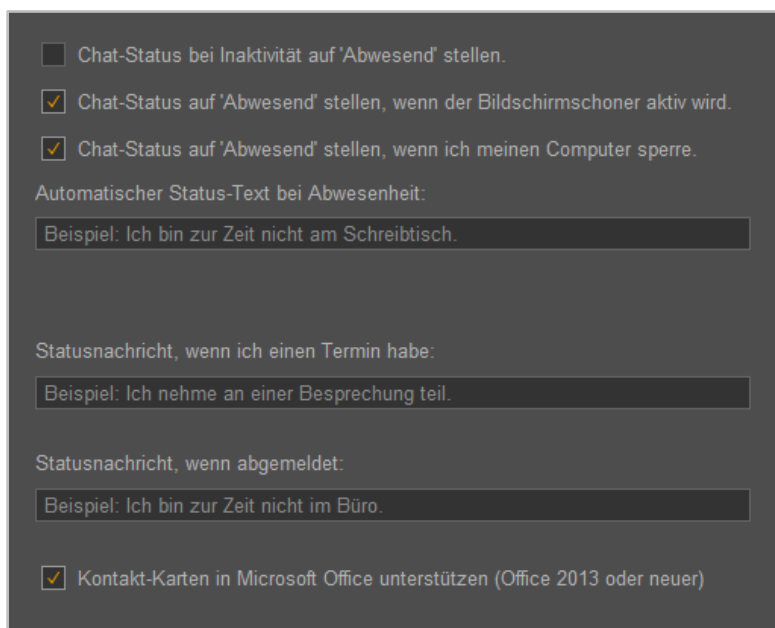 Chat-Status bei Inaktivität auf 'Abwesend' stellen.
Chat-Status auf 'Abwesend' stellen, wenn der Bildschirmschoner aktiv wird.
Chat-Status auf 'Abwesend' stellen, wenn ich meinen Computer sperre.
Automatischer Status-Text bei Abwesenheit:
Beispiel: Ich bin zur Zeit nicht am Schreibtisch.
Statusnachricht, wenn ich einen Termin habe:
Beispiel: Ich nehme an einer Besprechung teil.
Statusnachricht, wenn abgemeldet:
Beispiel: Ich bin zur Zeit nicht im Büro.
Kontakt-Karten in Microsoft Office unterstützen (Office 2013 oder neuer)